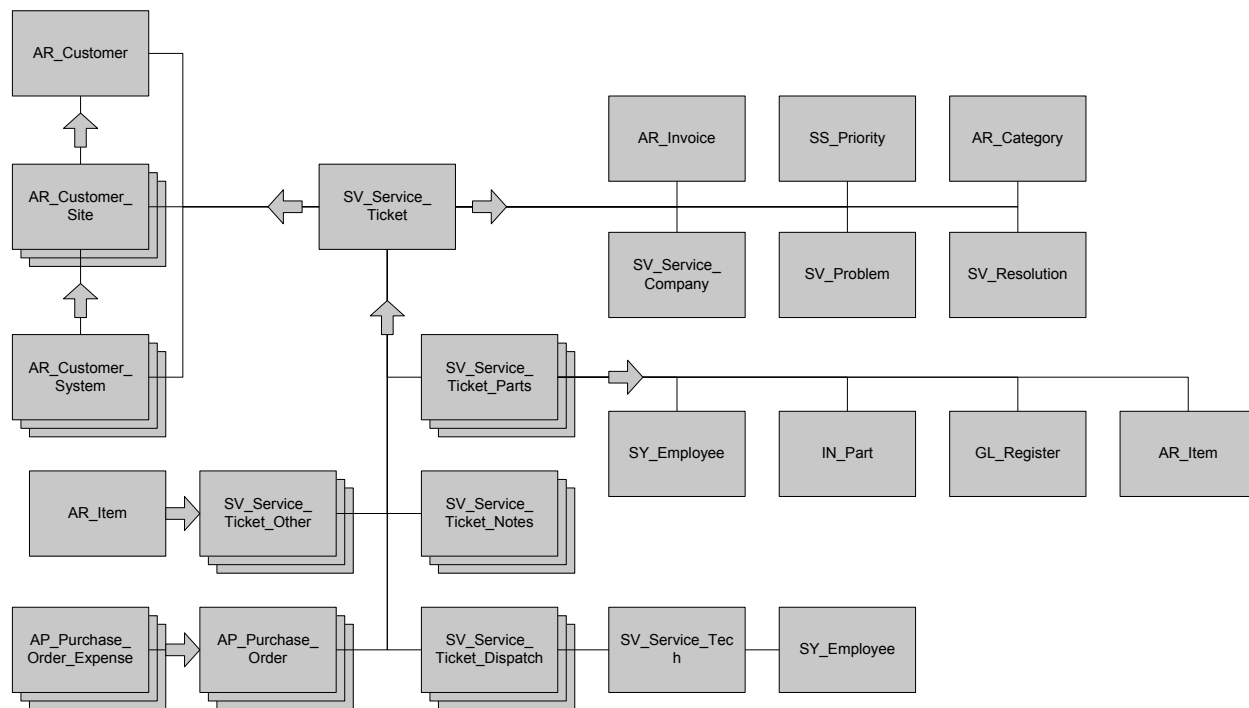 AR_Customer
AR_Invoice
SS_Priority
AR_Category
AR_Customer_
Site
SV_Service_
Ticket
SV_Service_
Company
SV_Problem
SV_Resolution
AR_Customer_
System
SV_Service_
Ticket_Parts
SY_Employee
IN_Part
GL_Register
AR_Item
AR_Item
SV_Service_
Ticket_Other
SV_Service_
Ticket_Notes
AP_Purchase_
Order_Expense
AP_Purchase_
Order
SV_Service_
Ticket_Dispatch
SV_Service_Tec
h
SY_Employee